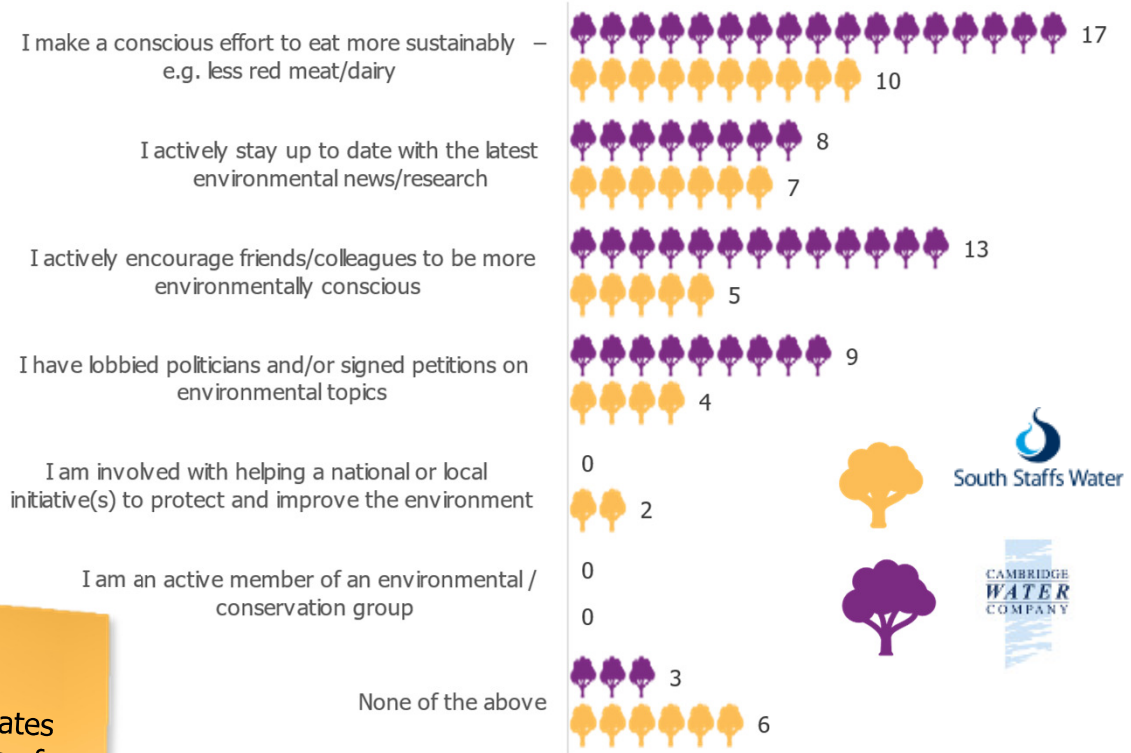 I make a conscious effort to eat more sustainably –
e.g. less red meat/dairy
17
10
I actively stay up to date with the latest
environmental news/research
8
7
I actively encourage friends/colleagues to be more
environmentally conscious
13
5
I have lobbied politicians and/or signed petitions on
environmental topics
9
4
I am involved with helping a national or local
initiative(s) to protect and improve the environment
0
2
South Staffs Water
I am an active member of an environmental /
conservation group
0
0
CAMBRIDGE
WATER
COMPANY
None of the above
3
6
ates